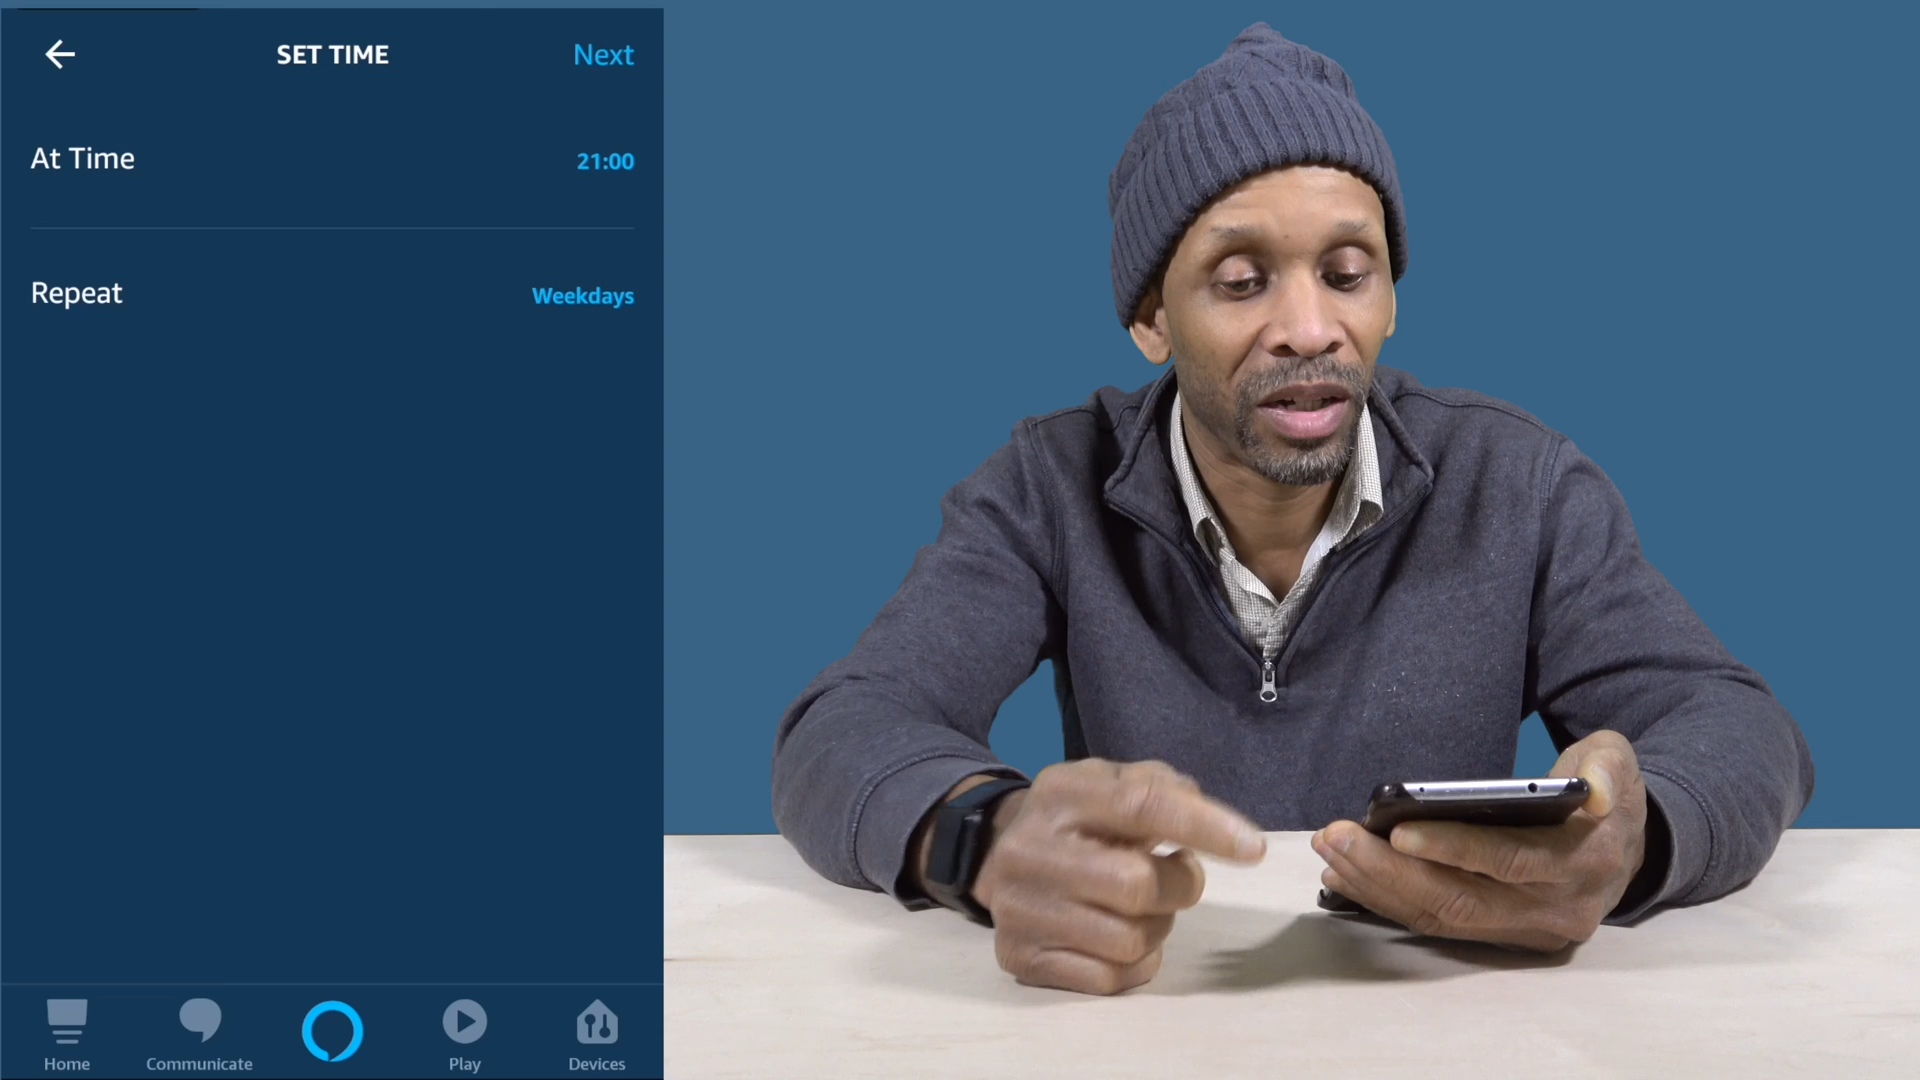 SET TIME
Next
At Time
21:00
Repeat
Weekdays
Home
Communicate
Play
Devices